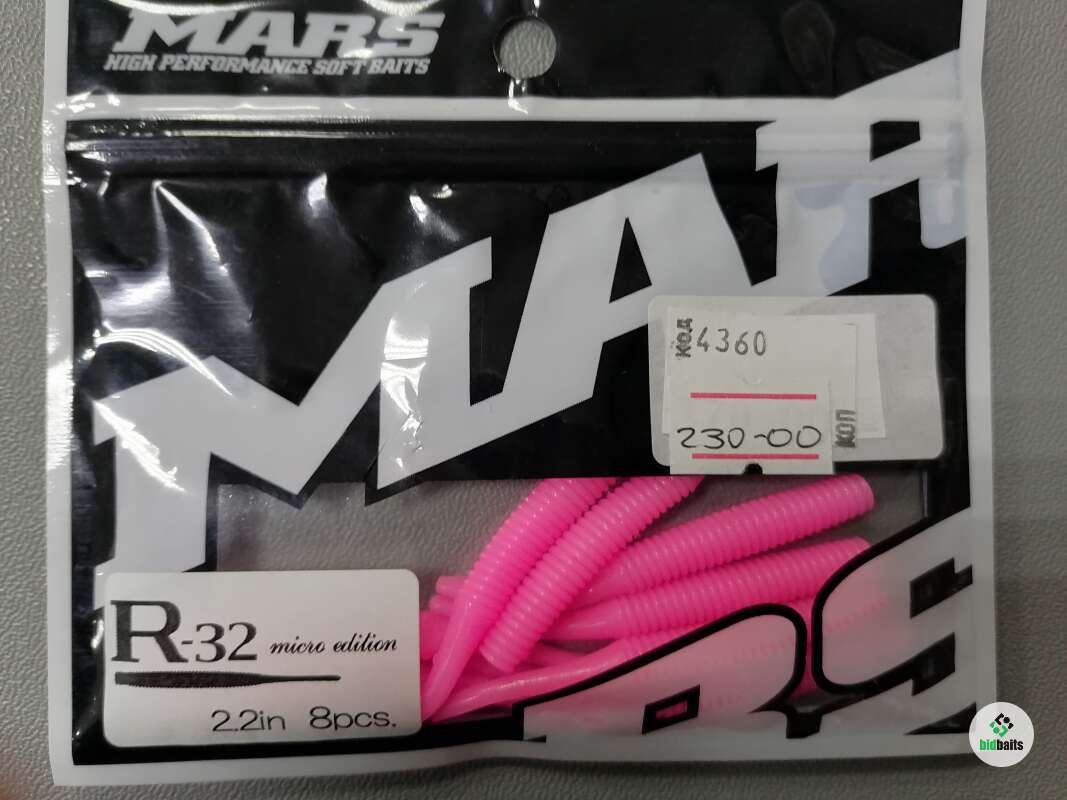 MARS
HIGH PERFORMANCE SOFT BAITS
MAR
КОД 4360
230-00 КОП
RS
R-32 micro edition
2.2in 8pcs.
bidbaits